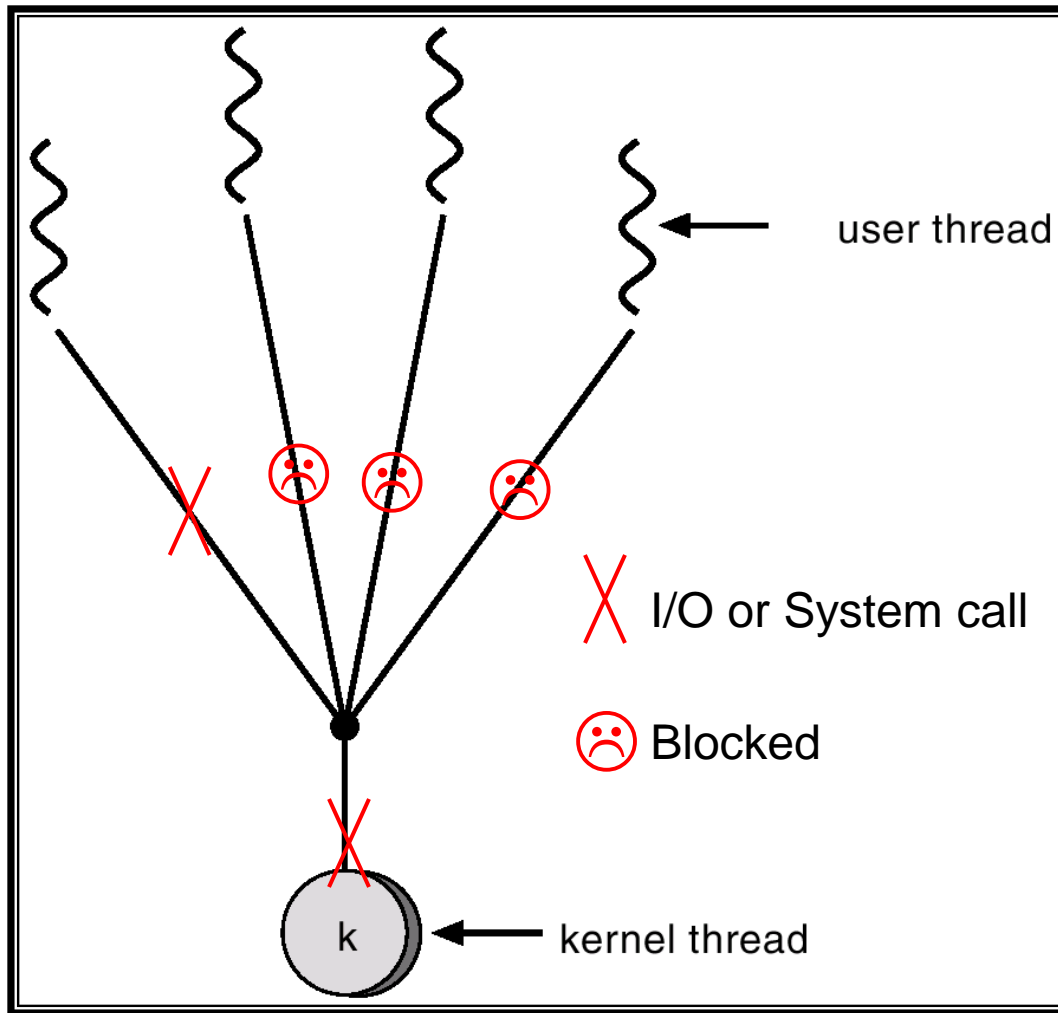 user thread
I/O or System call
Blocked
k
kernel thread